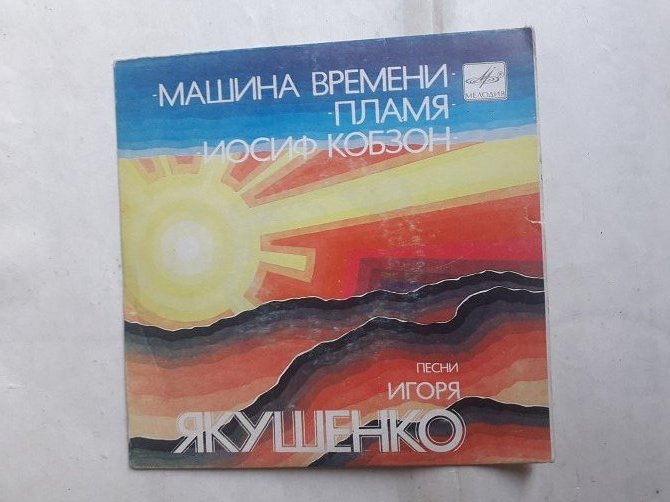 -МАШИНА ВРЕМЕНИ-
-ПЛАМЯ-
-ИОСИФ КОБЗОН-
МЕЛОДИЯ
ПЕСНИ
ИГОРЯ
ЯКУШЕНКО